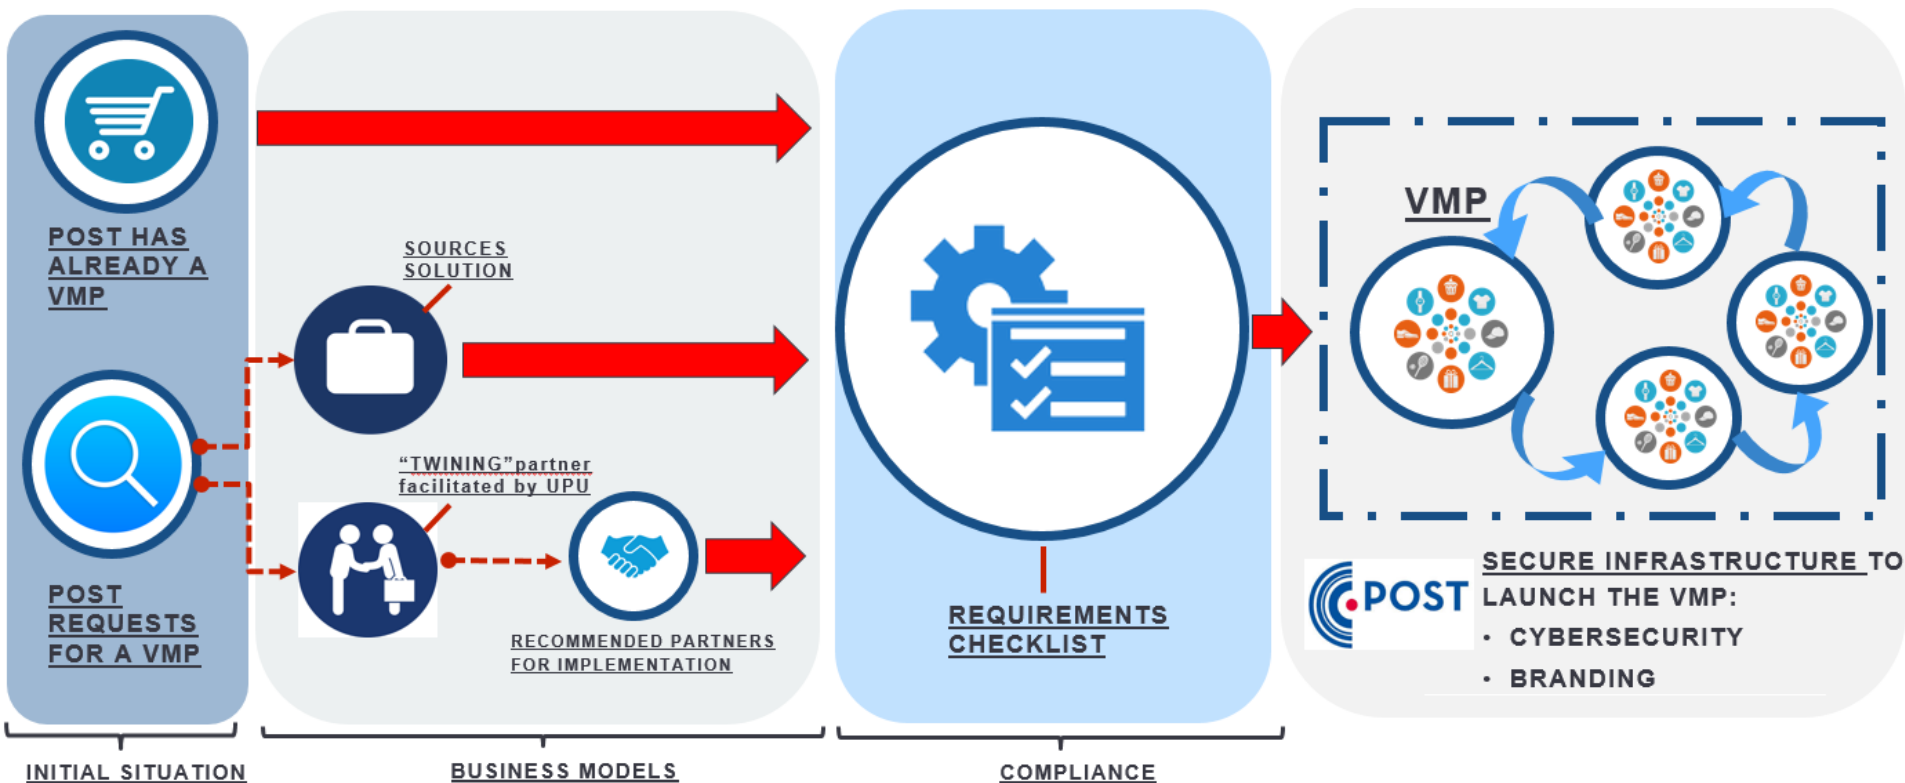 POST HAS
ALREADY A
VMP
POST
REQUESTS
FOR A VMP
INITIAL SITUATION
SOURCES
SOLUTION
“TWINING”partner
facilitated by UPU
RECOMMENDED PARTNERS
FOR IMPLEMENTATION
BUSINESS MODELS
REQUIREMENTS
CHECKLIST
COMPLIANCE
VMP
POST
SECURE INFRASTRUCTURE TO
LAUNCH THE VMP:
• CYBERSECURITY
• BRANDING